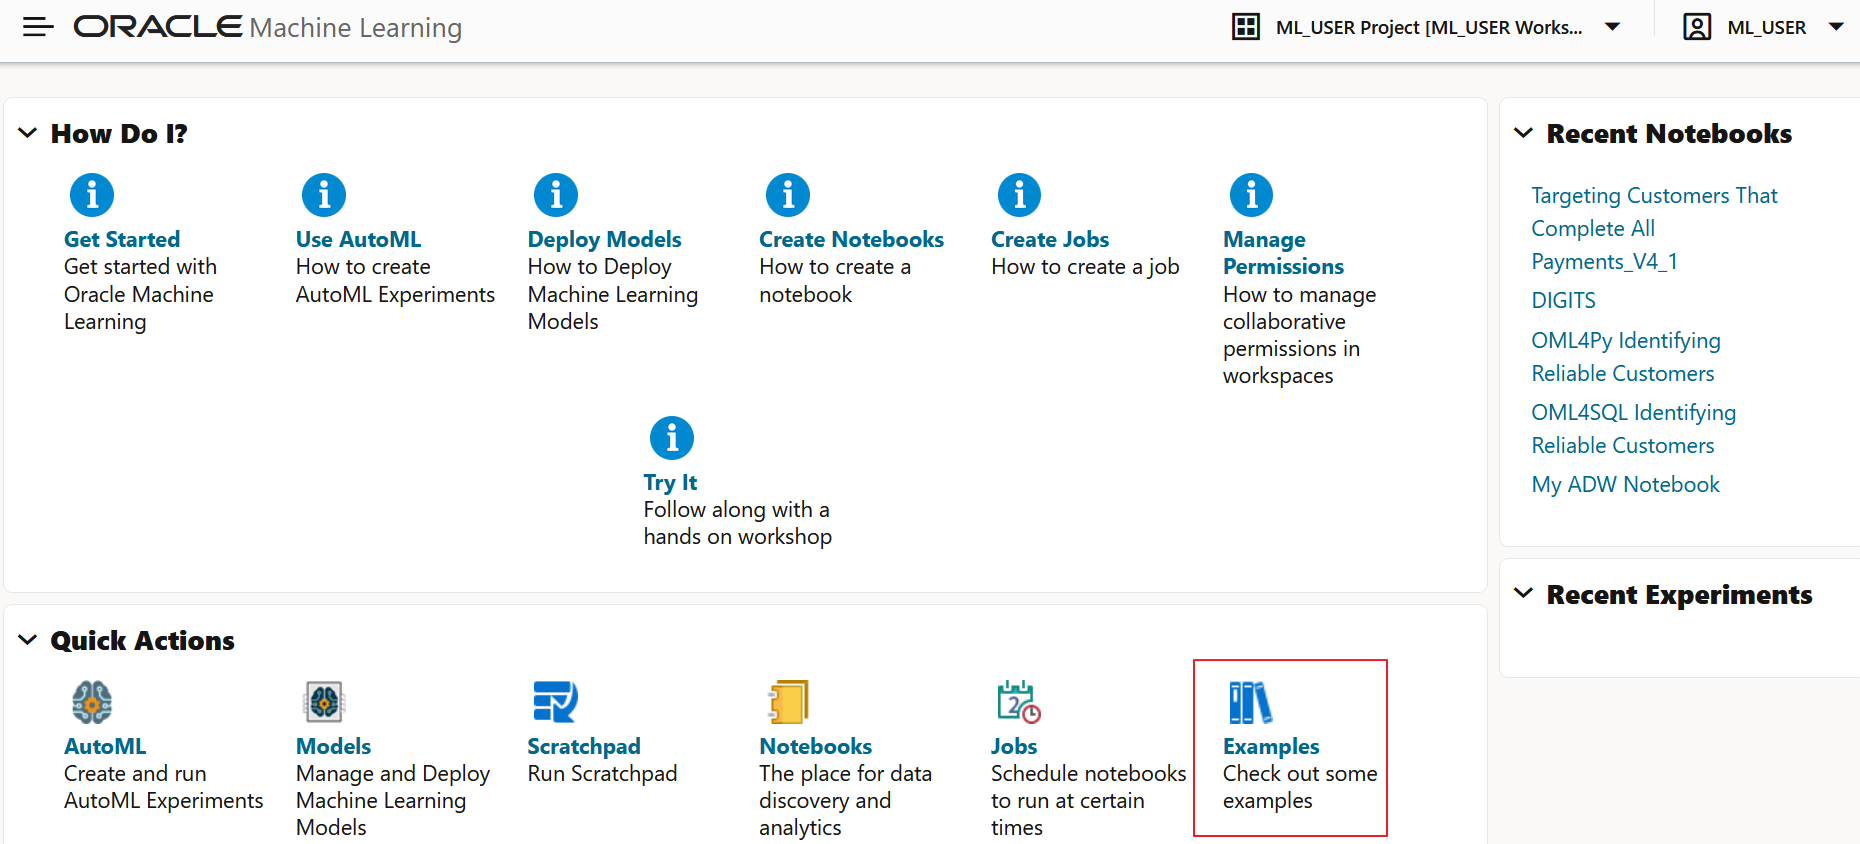 ORACLE Machine Learning
ML_USER Project [ML_USER Works...
ML_USER
How Do I?
Get Started
Get started with
Oracle Machine
Learning
Use AutoML
How to create
AutoML Experiments
Deploy Models
How to Deploy
Machine Learning
Models
Create Notebooks
How to create a
notebook
Create Jobs
How to create a job
Manage
Permissions
How to manage
collaborative
permissions in
workspaces
Try It
Follow along with a
hands on workshop
Quick Actions
AutoML
Create and run
AutoML Experiments
Models
Manage and Deploy
Machine Learning
Models
Scratchpad
Run Scratchpad
Notebooks
The place for data
discovery and
analytics
2
Jobs
Schedule notebooks
to run at certain
times
Examples
Check out some
examples
Recent Notebooks
Targeting Customers That
Complete All
Payments_V4_1
DIGITS
OML4Py Identifying
Reliable Customers
OML4SQL Identifying
Reliable Customers
My ADW Notebook
Recent Experiments